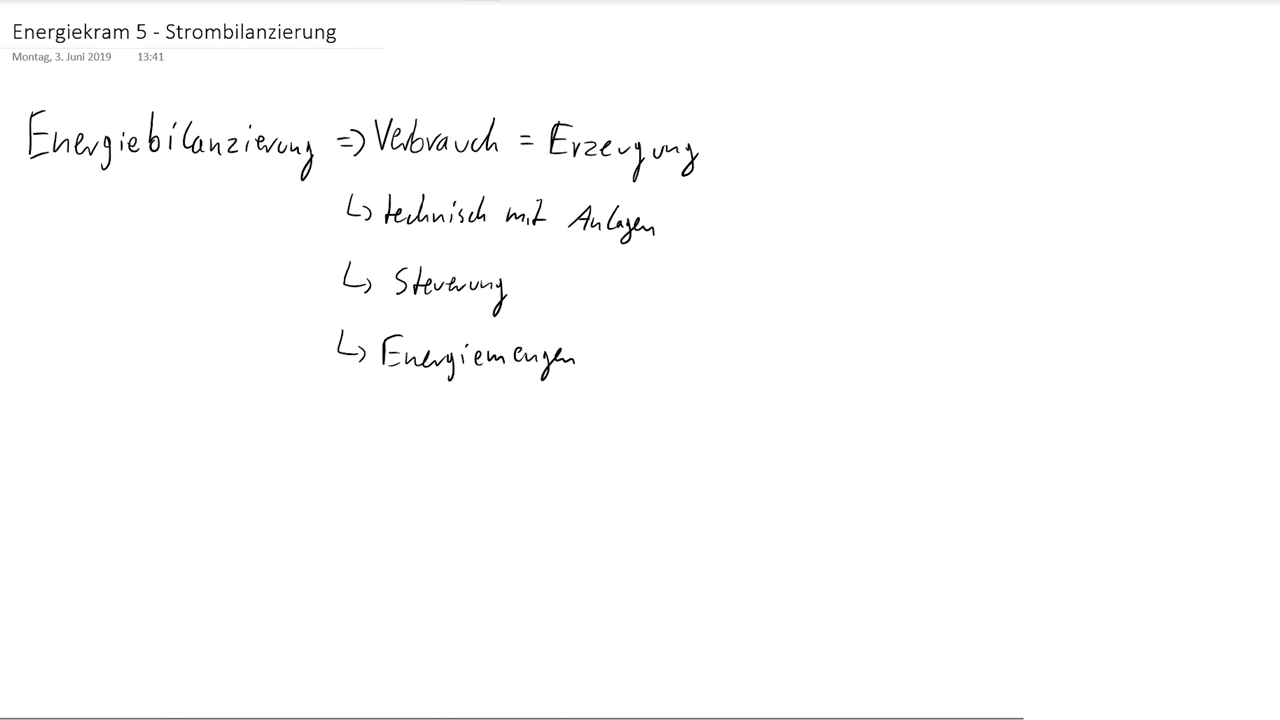 Energiekram 5 - Strombilanzierung
Montag, 3. Juni 2019 13:41
Energiebilanzierung => Verbrauch = Erzeugung
↳ technisch mit Anlagen
↳ Steuerung
↳ Energiemengen